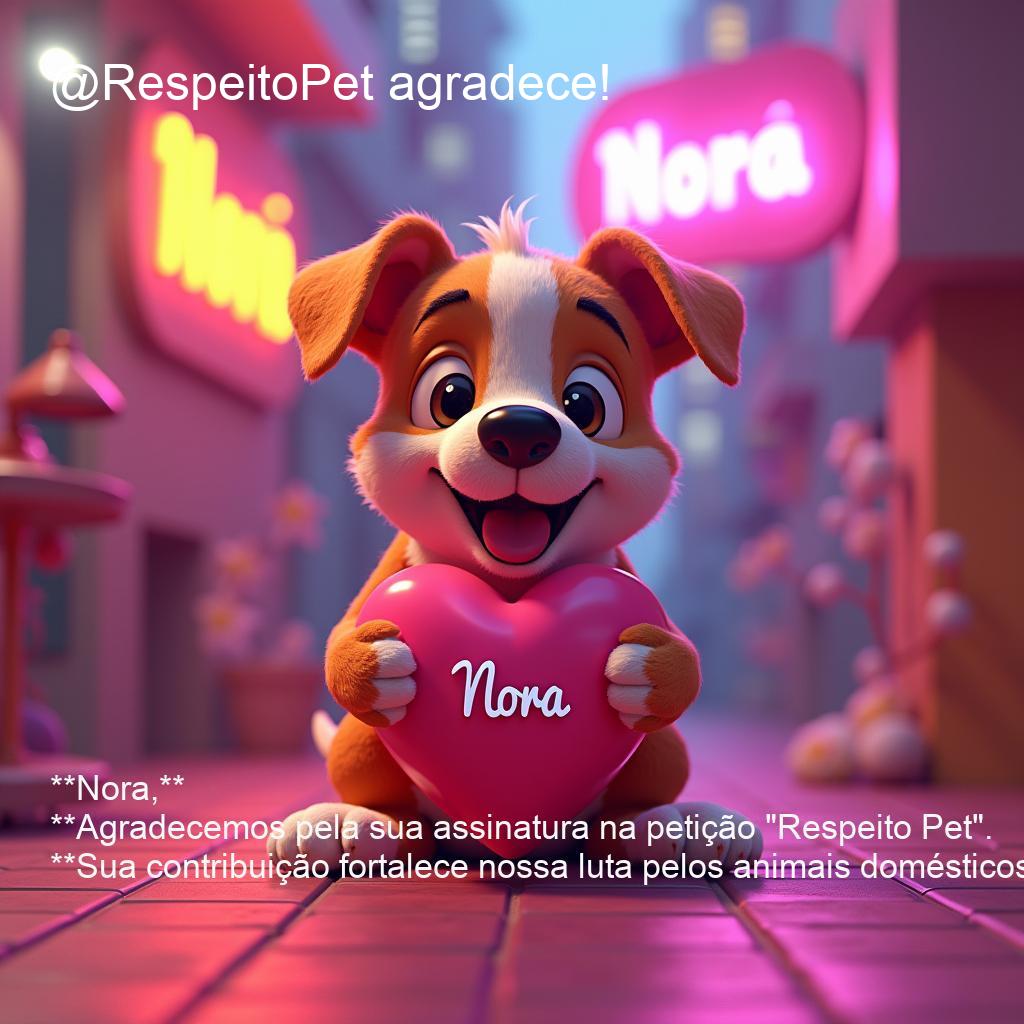 @RespeitoPet agradece!
Norá
Nora
**Nora,**
**Agradecemos pela sua assinatura na petição "Respeito Pet".
**Sua contribuição fortalece nossa luta pelos animais domésticos